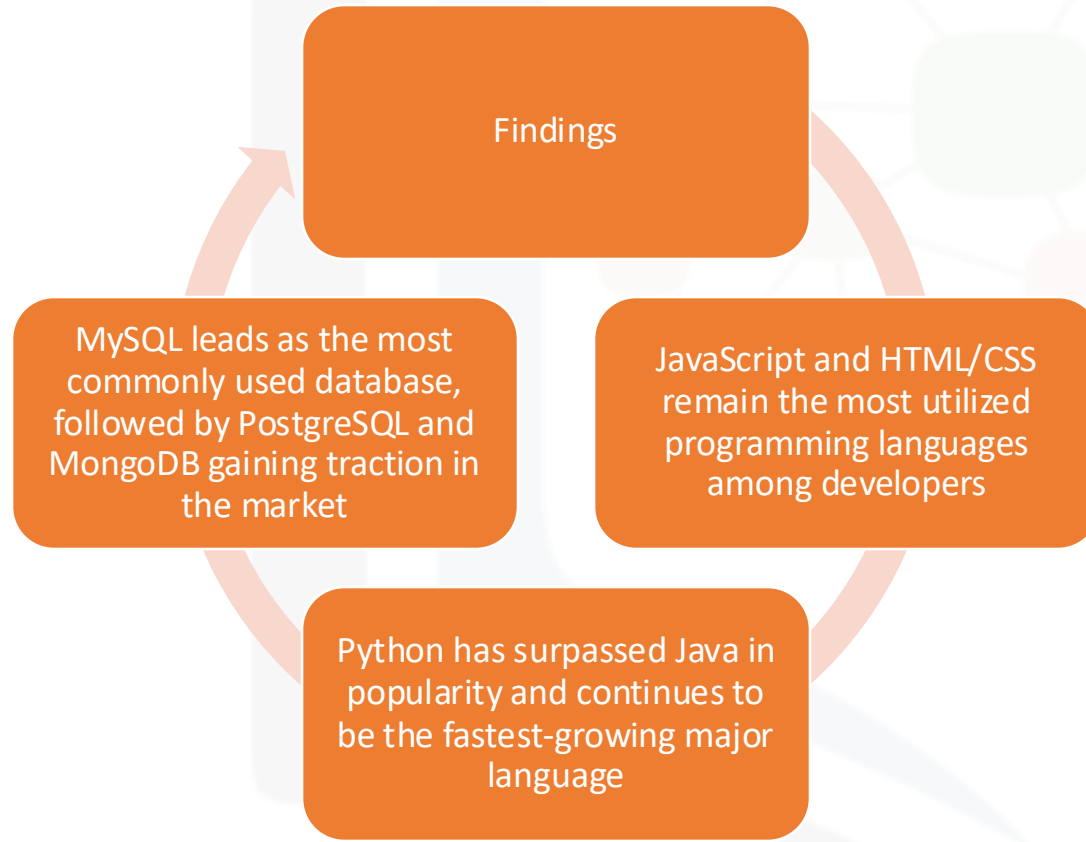 Findings
JavaScript and HTML/CSS
remain the most utilized
programming languages
among developers
Python has surpassed Java in
popularity and continues to
be the fastest-growing major
language
MySQL leads as the most
commonly used database,
followed by PostgreSQL and
MongoDB gaining traction in
the market